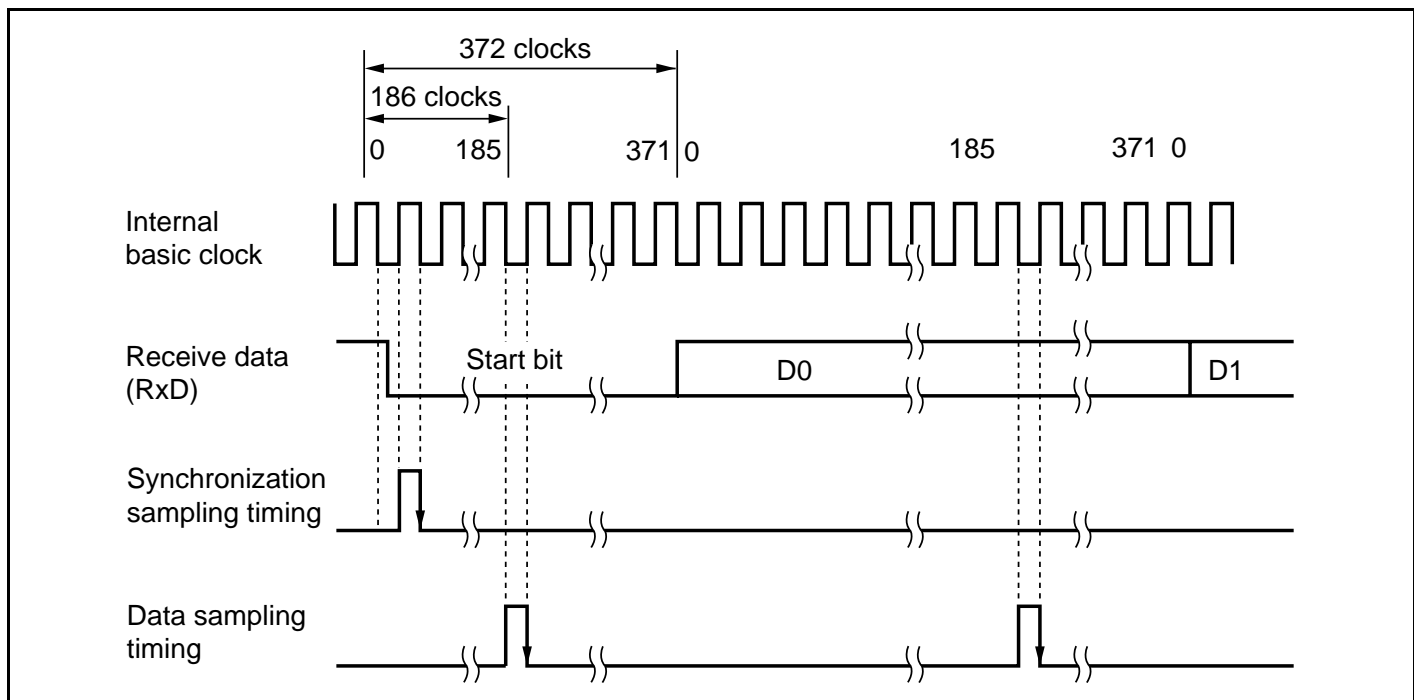 372 clocks
186 clocks
0 185 371 0 185 371 0
Internal
basic clock
Receive data
(RxD)
Start bit D0 D1
Synchronization
sampling timing
Data sampling
timing